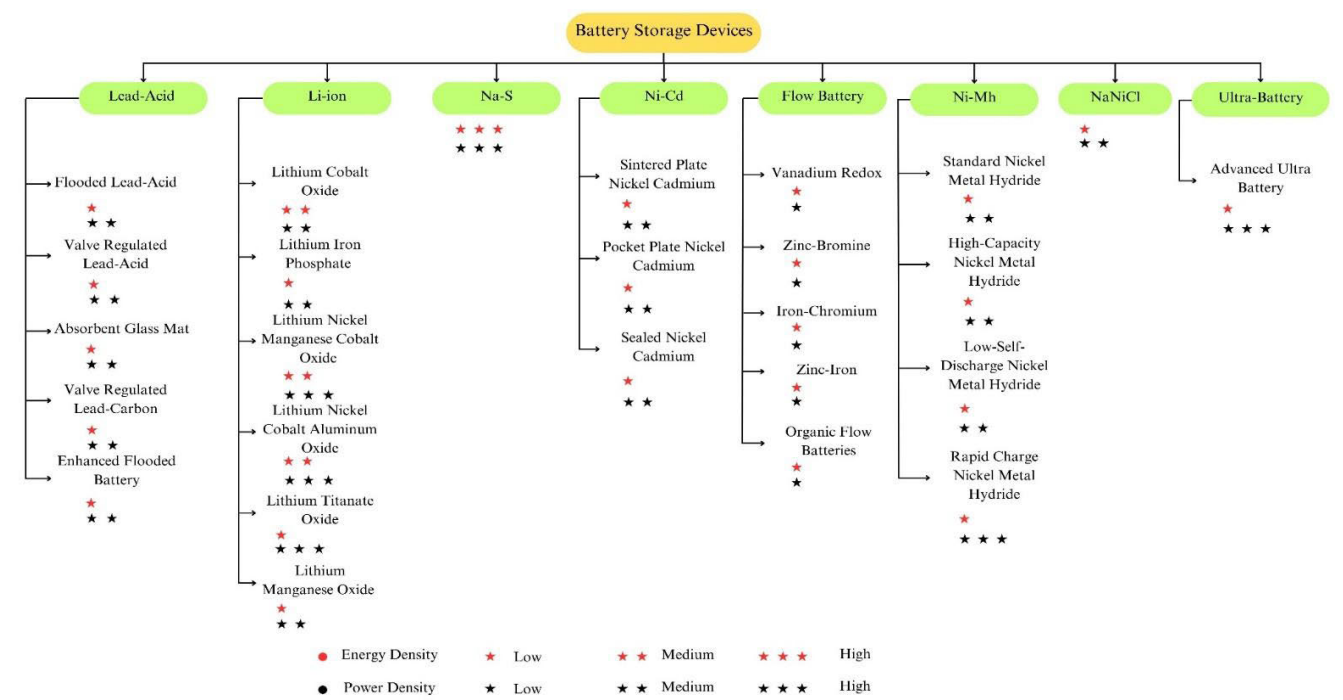 Battery Storage Devices
Lead-Acid
Li-ion
Na-S
Ni-Cd
Flow Battery
Ni-Mh
NaNiCl
Ultra-Battery
Flooded Lead-Acid
Valve Regulated
Lead-Acid
Absorbent Glass Mat
Valve Regulated
Lead-Carbon
Enhanced Flooded
Battery
Lithium Cobalt
Oxide
Lithium Iron
Phosphate
Lithium Nickel
Manganese Cobalt
Oxide
Lithium Nickel
Cobalt Aluminum
Oxide
Lithium Titanate
Oxide
Lithium
Manganese Oxide
Sintered Plate
Nickel Cadmium
Pocket Plate Nickel
Cadmium
Sealed Nickel
Cadmium
Vanadium Redox
Zinc-Bromine
Iron-Chromium
Zinc-Iron
Organic Flow
Batteries
Standard Nickel
Metal Hydride
High-Capacity
Nickel Metal
Hydride
Low-Self-
Discharge Nickel
Metal Hydride
Rapid Charge
Nickel Metal
Hydride
Advanced Ultra
Battery
Energy Density Low Medium High
Power Density Low Medium High